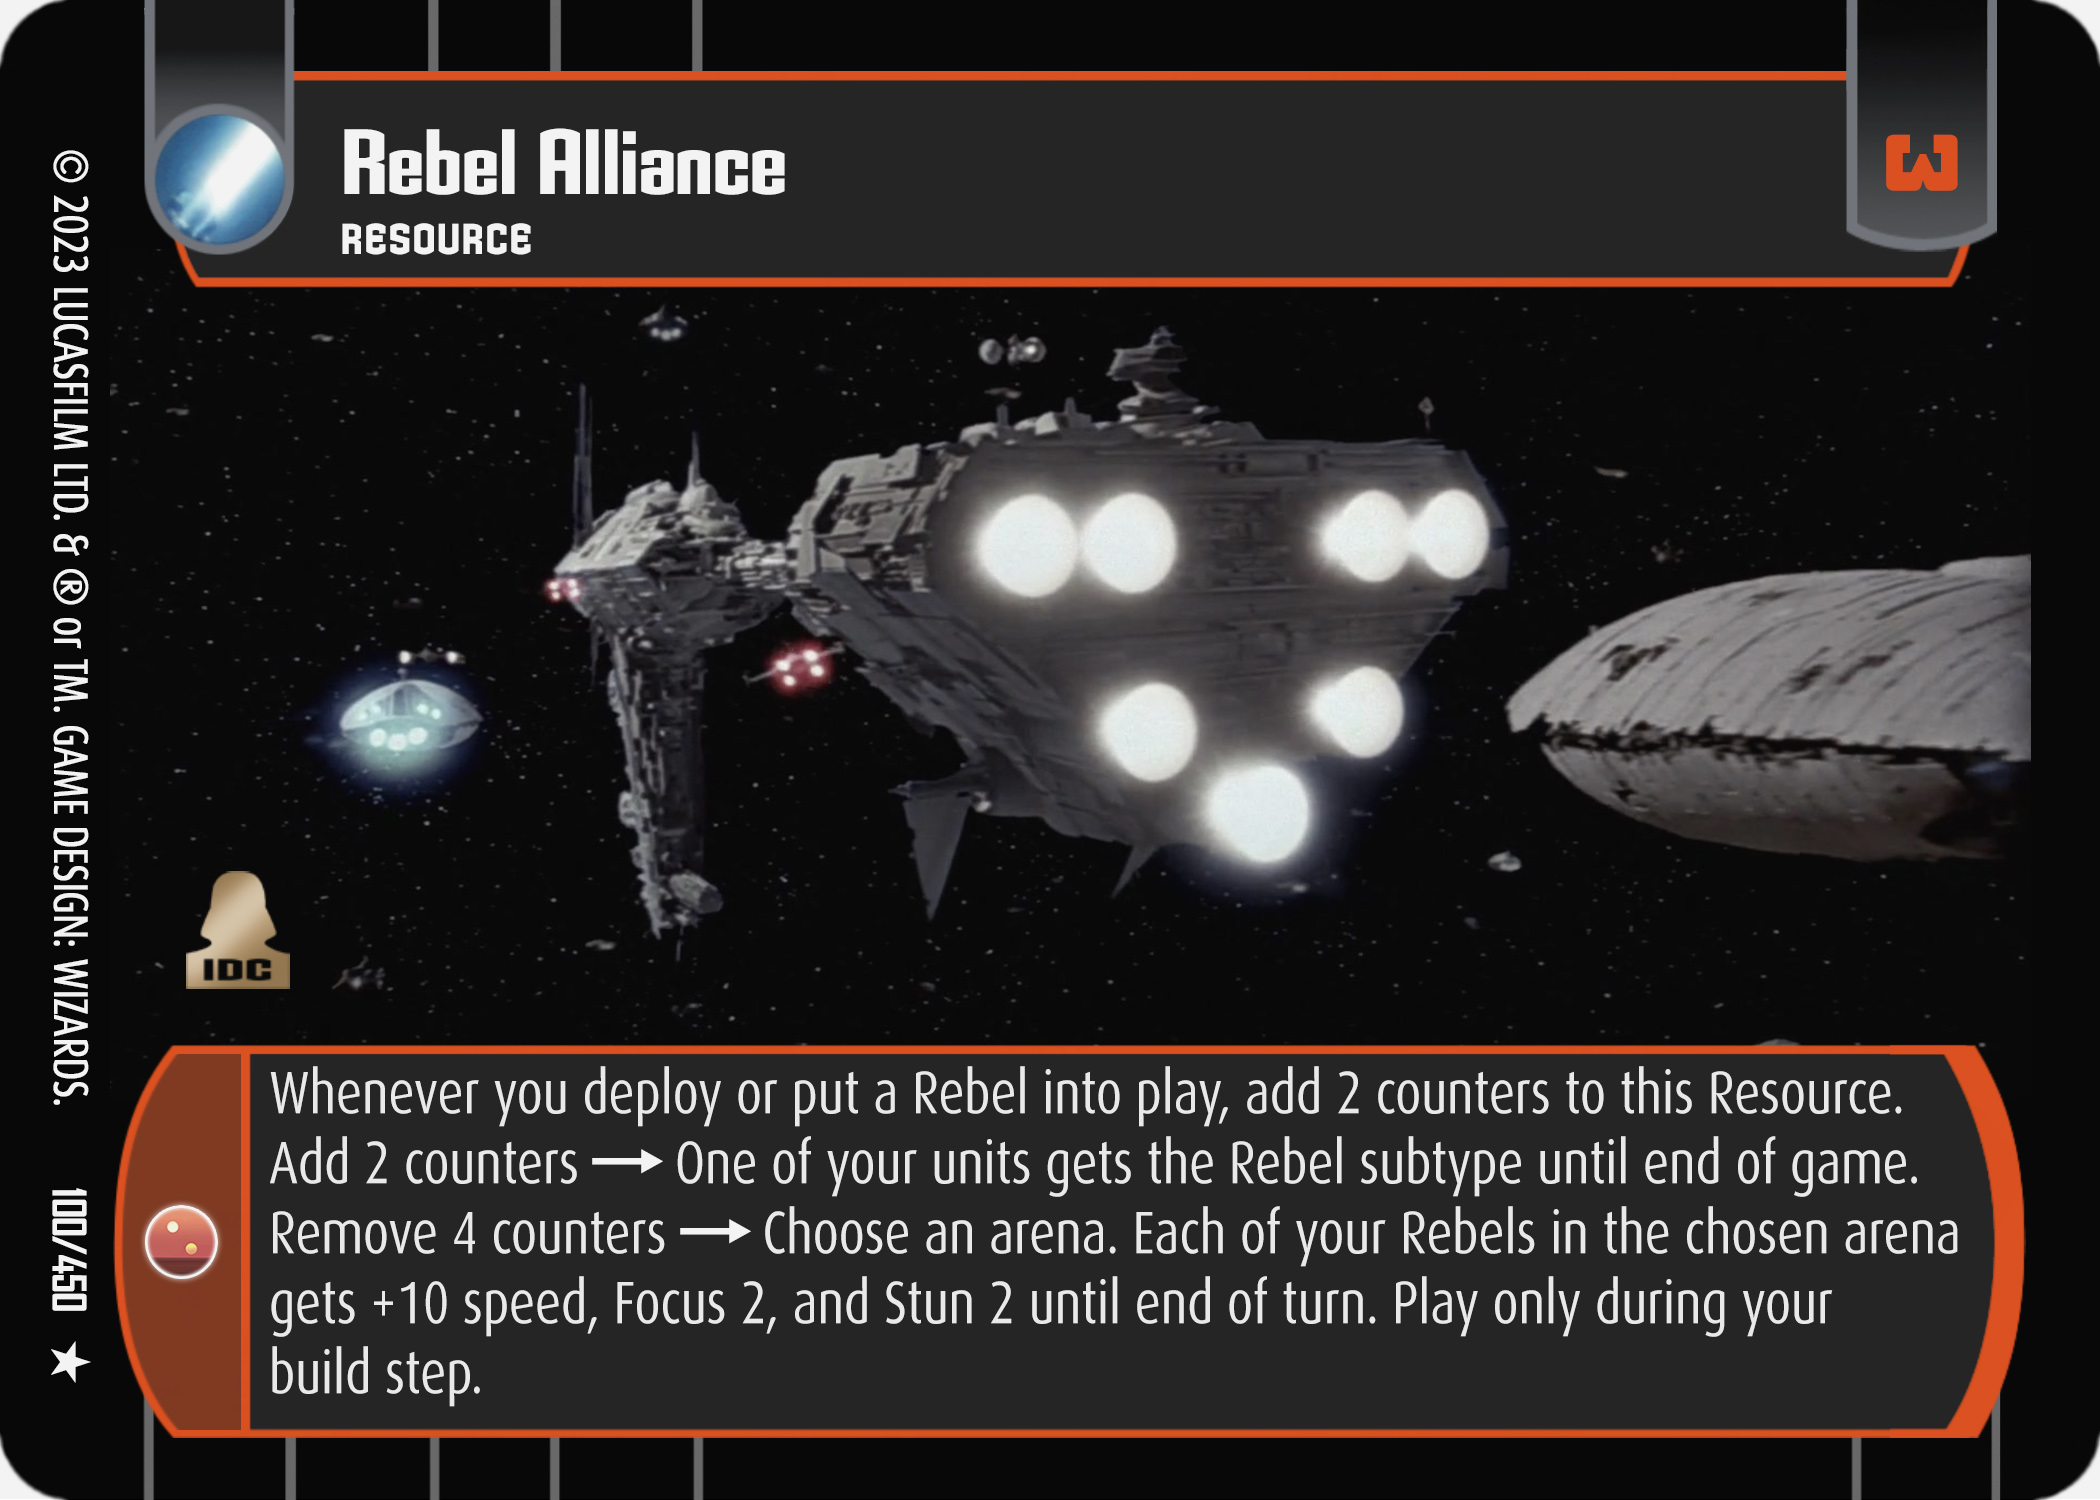 Rebel Alliance
RESOURCE
3
IDC
Whenever you deploy or put a Rebel into play, add 2 counters to this Resource.
Add 2 counters → One of your units gets the Rebel subtype until end of game.
Remove 4 counters → Choose an arena. Each of your Rebels in the chosen arena
gets +10 speed, Focus 2, and Stun 2 until end of turn. Play only during your
build step.
© 2023 LUCASFILM LTD. & ® or TM. GAME DESIGN: WIZARDS. 100/450 ★